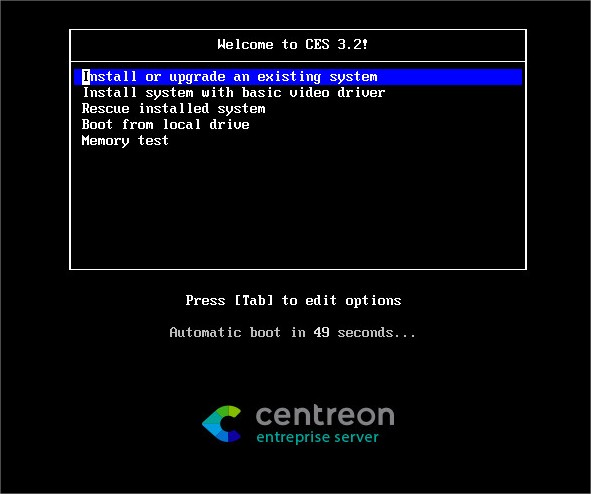 Welcome to CES 3.2!
Install or upgrade an existing system
Install system with basic video driver
Rescue installed system
Boot from local drive
Memory test
Press [Tab] to edit options
Automatic boot in 49 seconds...
centreon
entreprise server